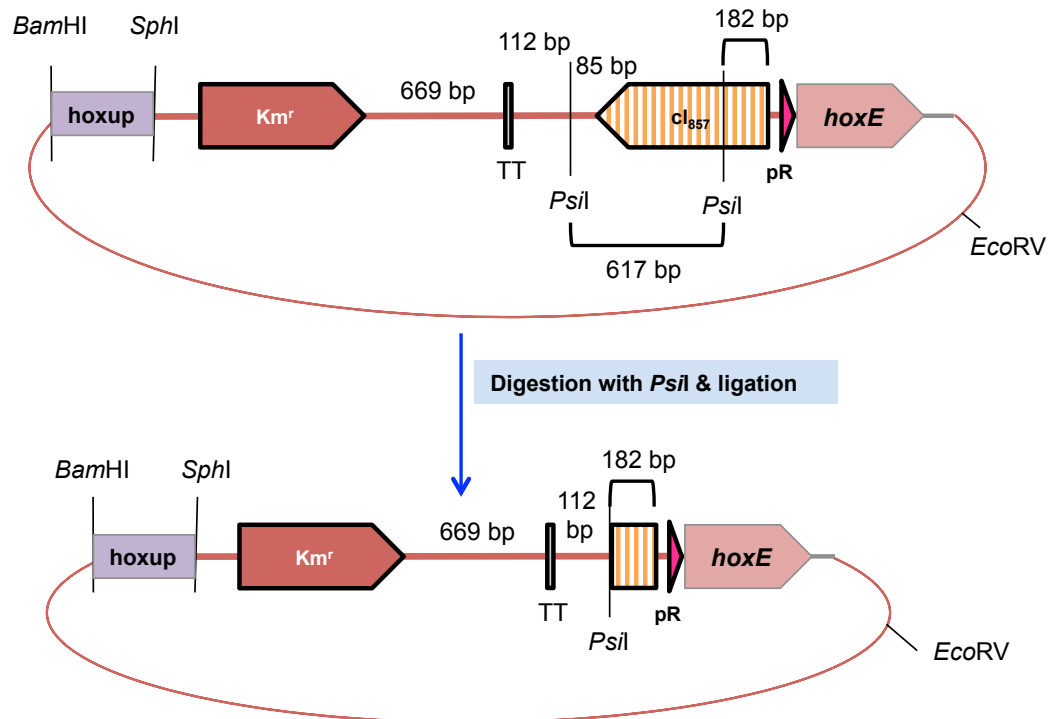 182 bp
BamHI
SphI
112 bp
85 bp
669 bp
hoxup
Kmʳ
cI₈₅₇
hoxE
TT
pR
PsiI
PsiI
EcoRV
617 bp
Digestion with PsiI & ligation
182 bp
BamHI
SphI
112
bp
669 bp
hoxup
Kmʳ
hoxE
TT
pR
PsiI
EcoRV